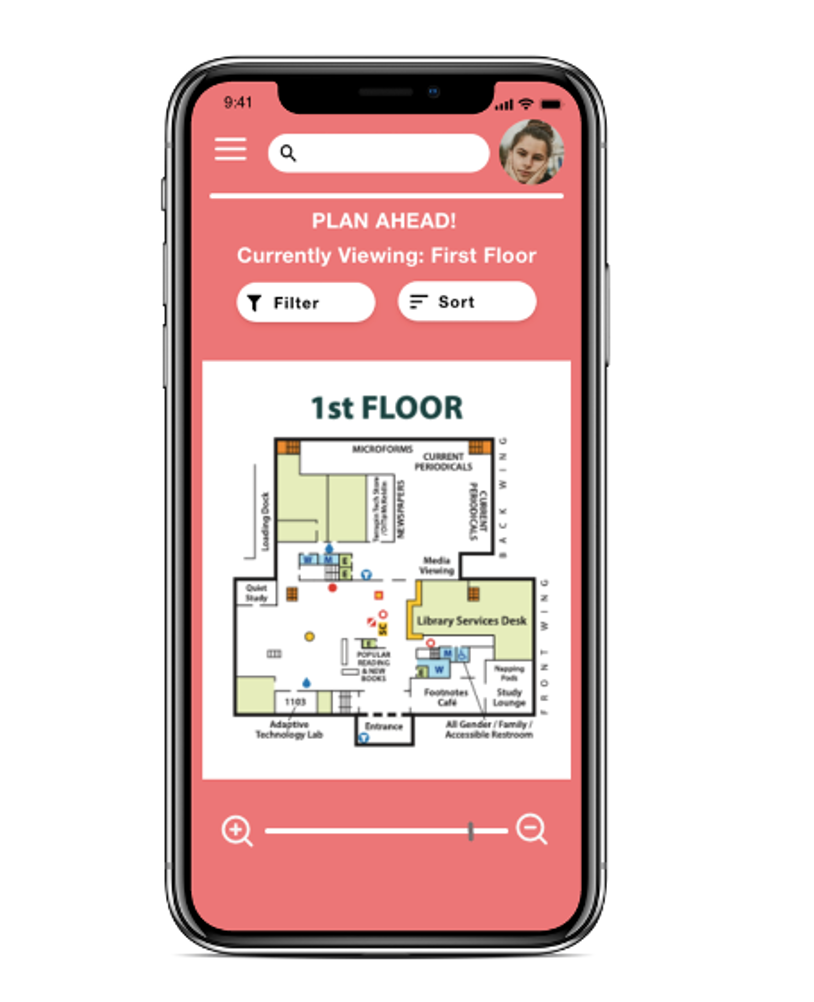 9:41
PLAN AHEAD!
Currently Viewing: First Floor
Filter
Sort
1st FLOOR
MICROFORMS
CURRENT
PERIODICALS
BACK WING
Loading Dock
Terrapin Tech Store
NEWSPAPERS
CURRENT
PERIODICALS
W
M
E
E
Media
Viewing
Quiet
Study
FRONT WING
SC
Library Services Desk
E
POPULAR
READING
& NEW
BOOKS
M
W
E
Napping
Pods
Footnotes
Café
Study
Lounge
1103
Adaptive
Technology Lab
Entrance
All Gender / Family /
Accessible Restroom